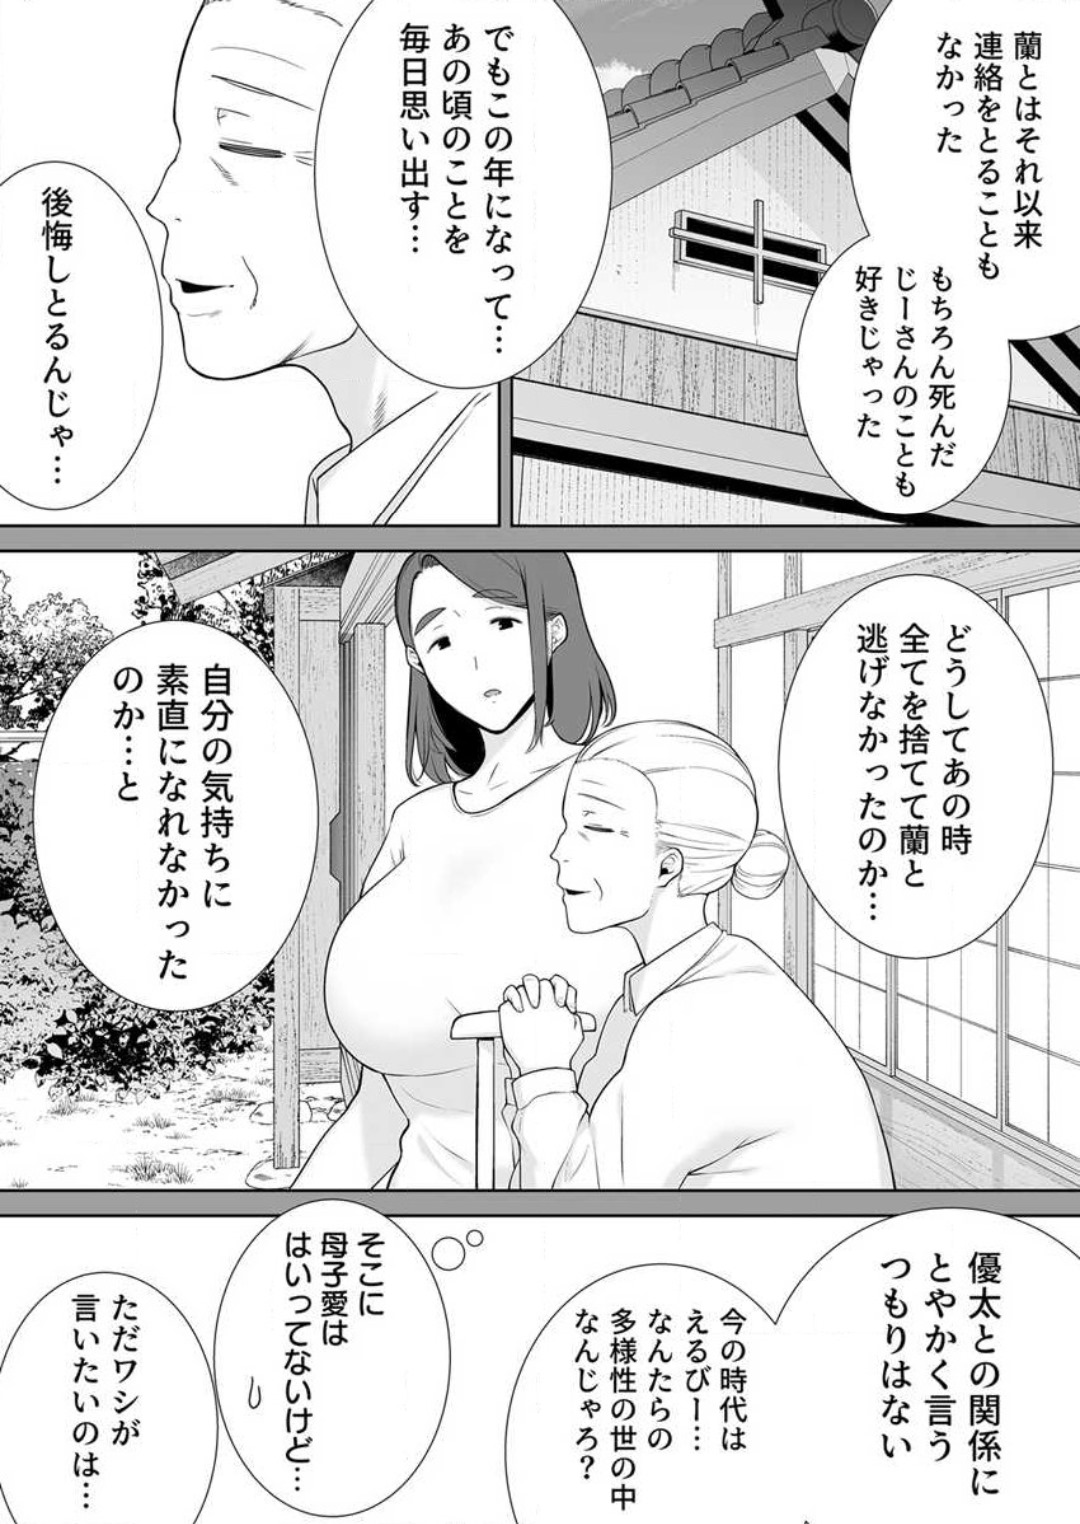 蘭とはそれ以来
連絡をとることも
なかった
もちろん死んだ
じーさんのことも
好きじゃった
でもこの年になって…
あの頃のことを
毎日思い出す…
後悔しとるんじゃ…
どうしてあの時
全てを捨てて蘭と
逃げなかったのか…
自分の気持ちに
素直になれなかった
のか…と
優太との関係に
とやかく言う
つもりはない
今の時代は
えるびー…
なんたらの
多様性の世の中
なんじゃろ？
そこに
母子愛は
はいってないけど…
ただワシが
言いたいのは…